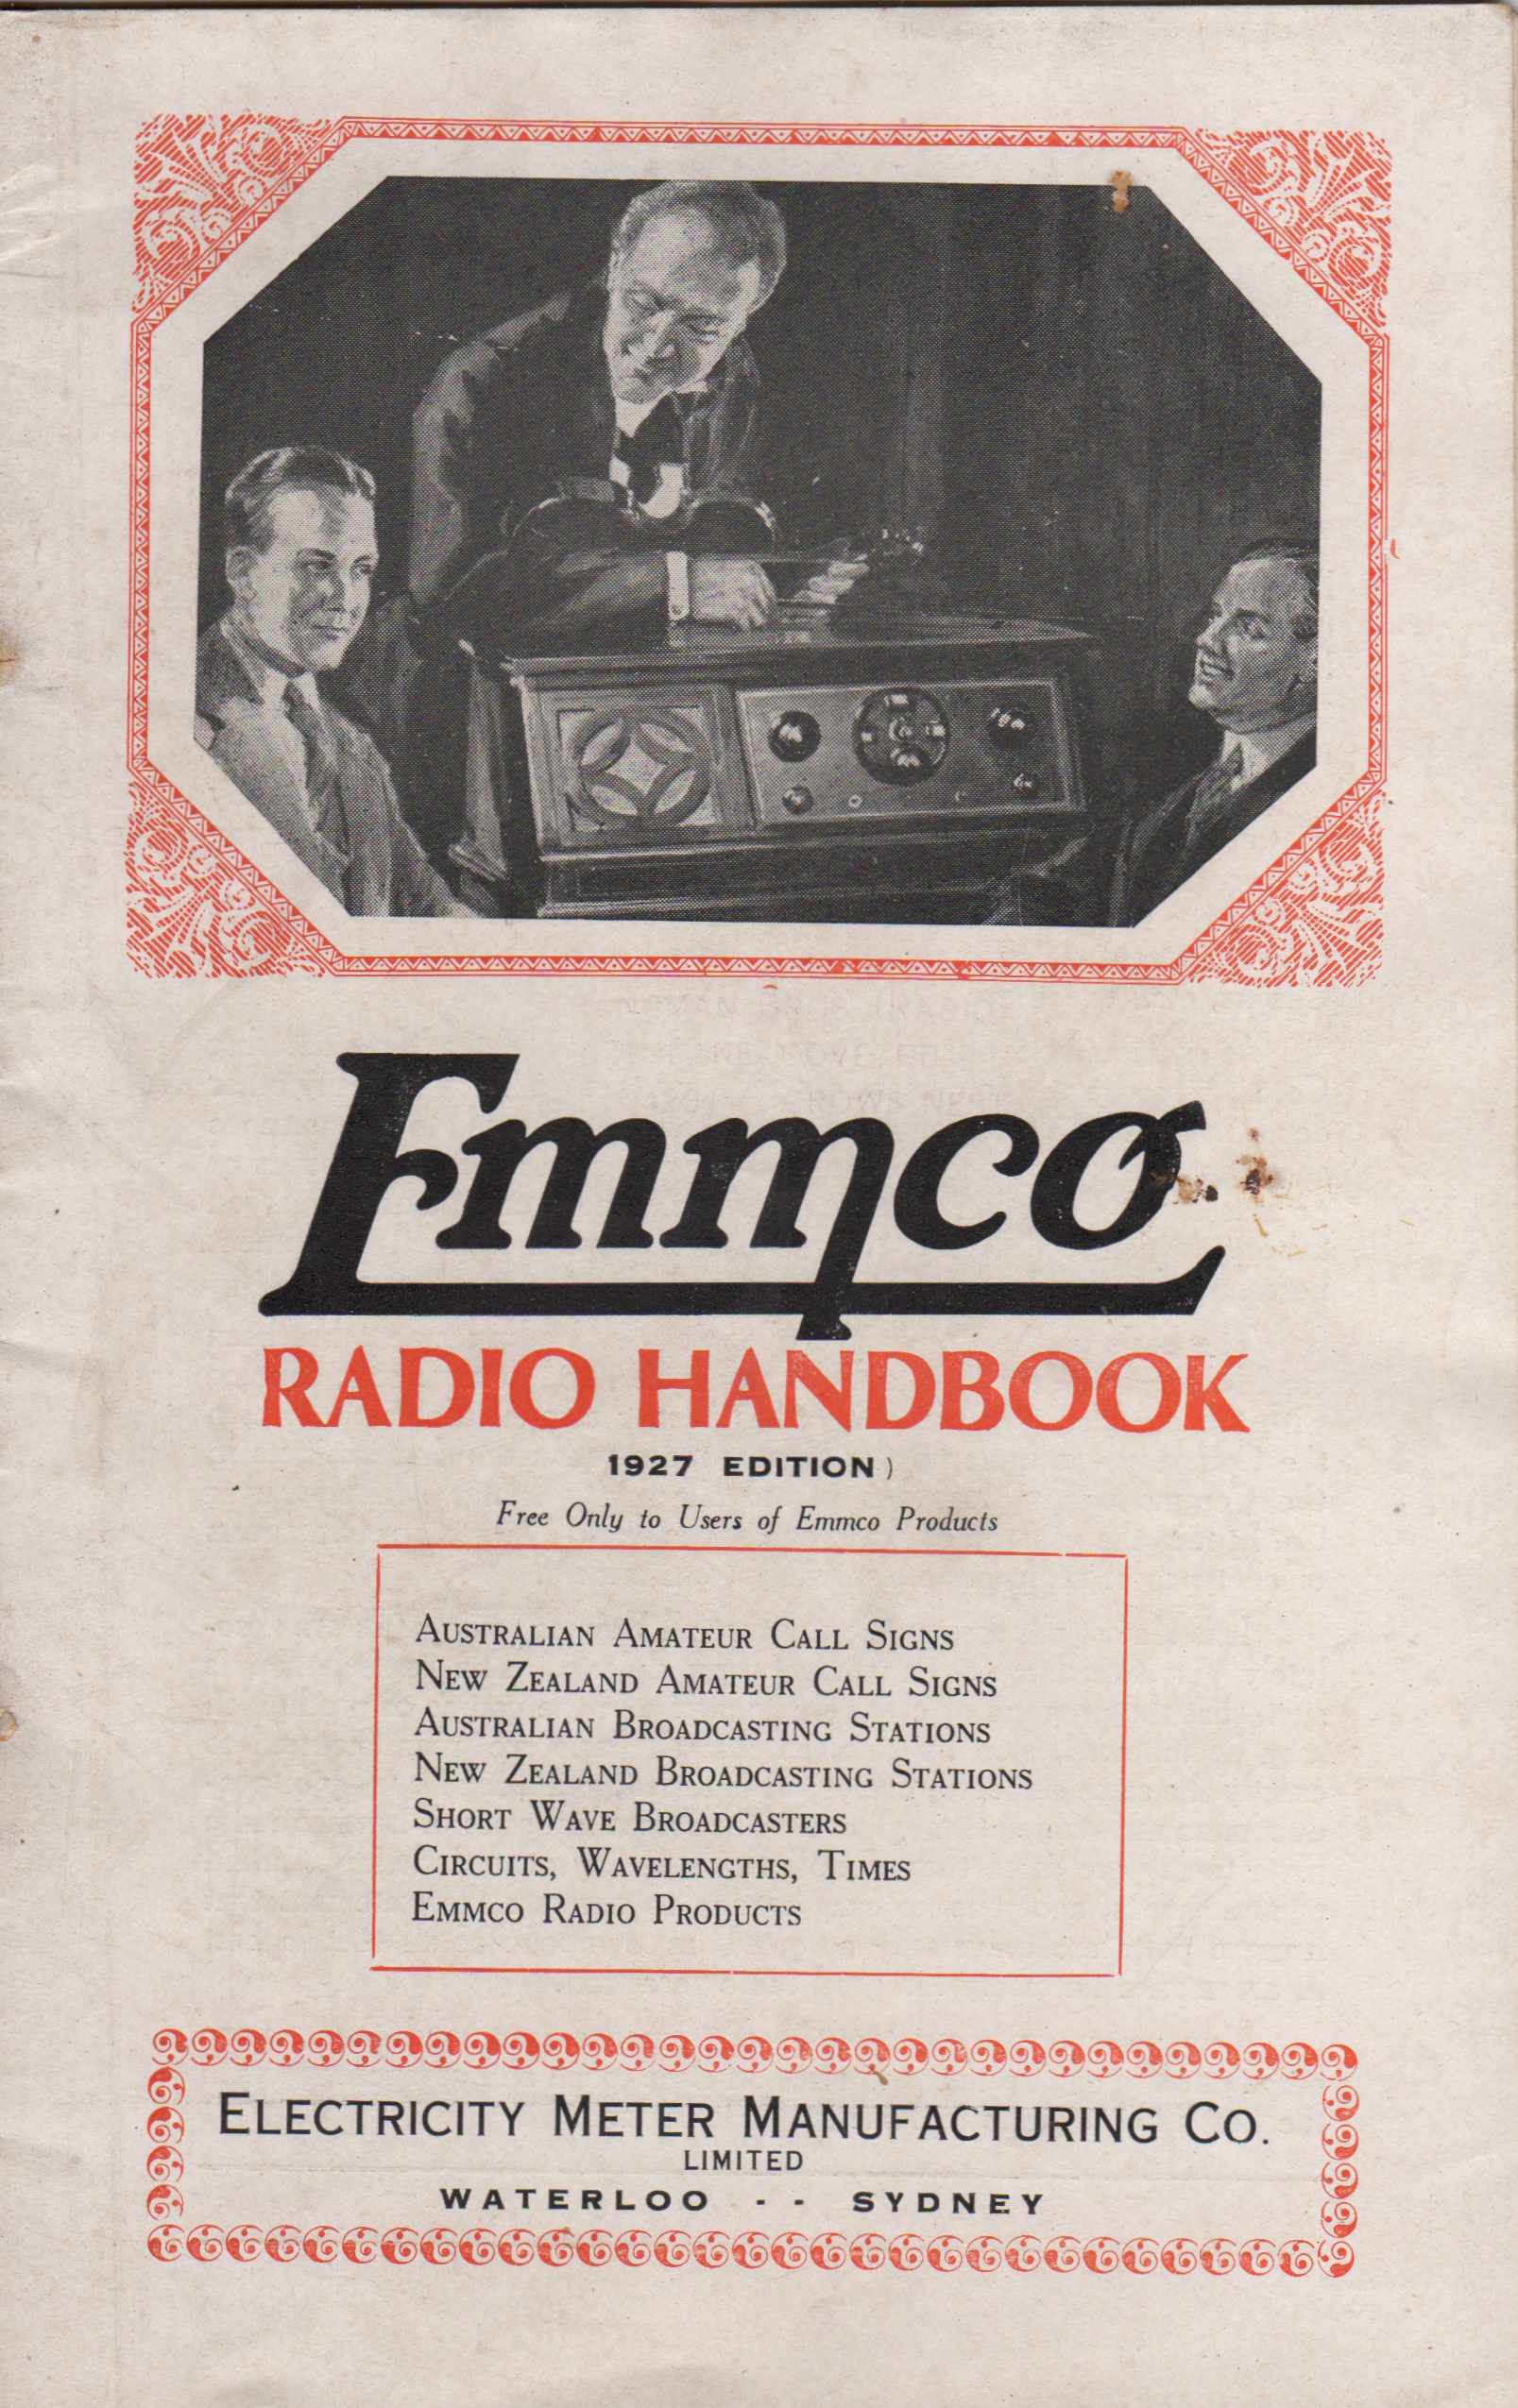 Emmco
RADIO HANDBOOK
1927 EDITION)
Free Only to Users of Emmco Products
AUSTRALIAN AMATEUR CALL SIGNS
NEW ZEALAND AMATEUR CALL SIGNS
AUSTRALIAN BROADCASTING STATIONS
NEW ZEALAND BROADCASTING STATIONS
SHORT WAVE BROADCASTERS
CIRCUITS, WAVELENGTHS, TIMES
EMMCO RADIO PRODUCTS
ELECTRICITY METER MANUFACTURING CO.
LIMITED
WATERLOO - - SYDNEY